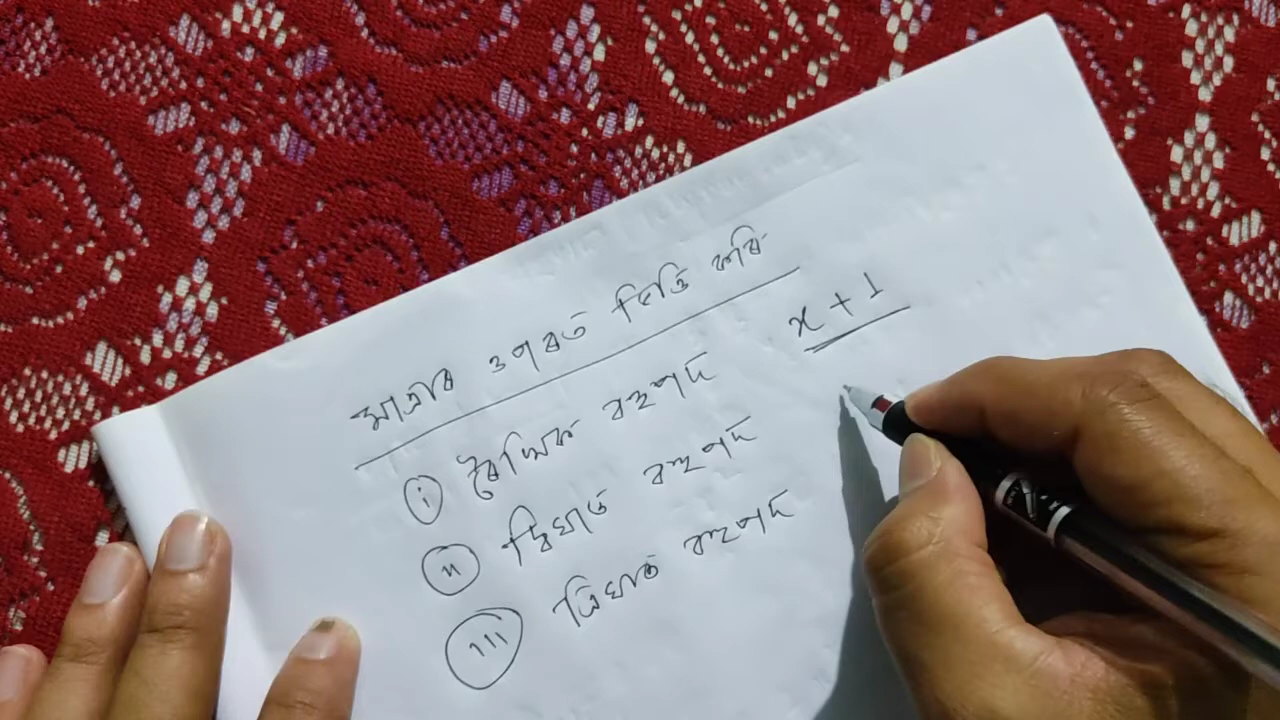 মাত্ৰাৰ ওপৰত ভিত্তি কৰি
i ৰৈখিক বহুপদ x + 1
ii দ্বিঘাত বহুপদ
iii ত্ৰিঘাত বহুপদ